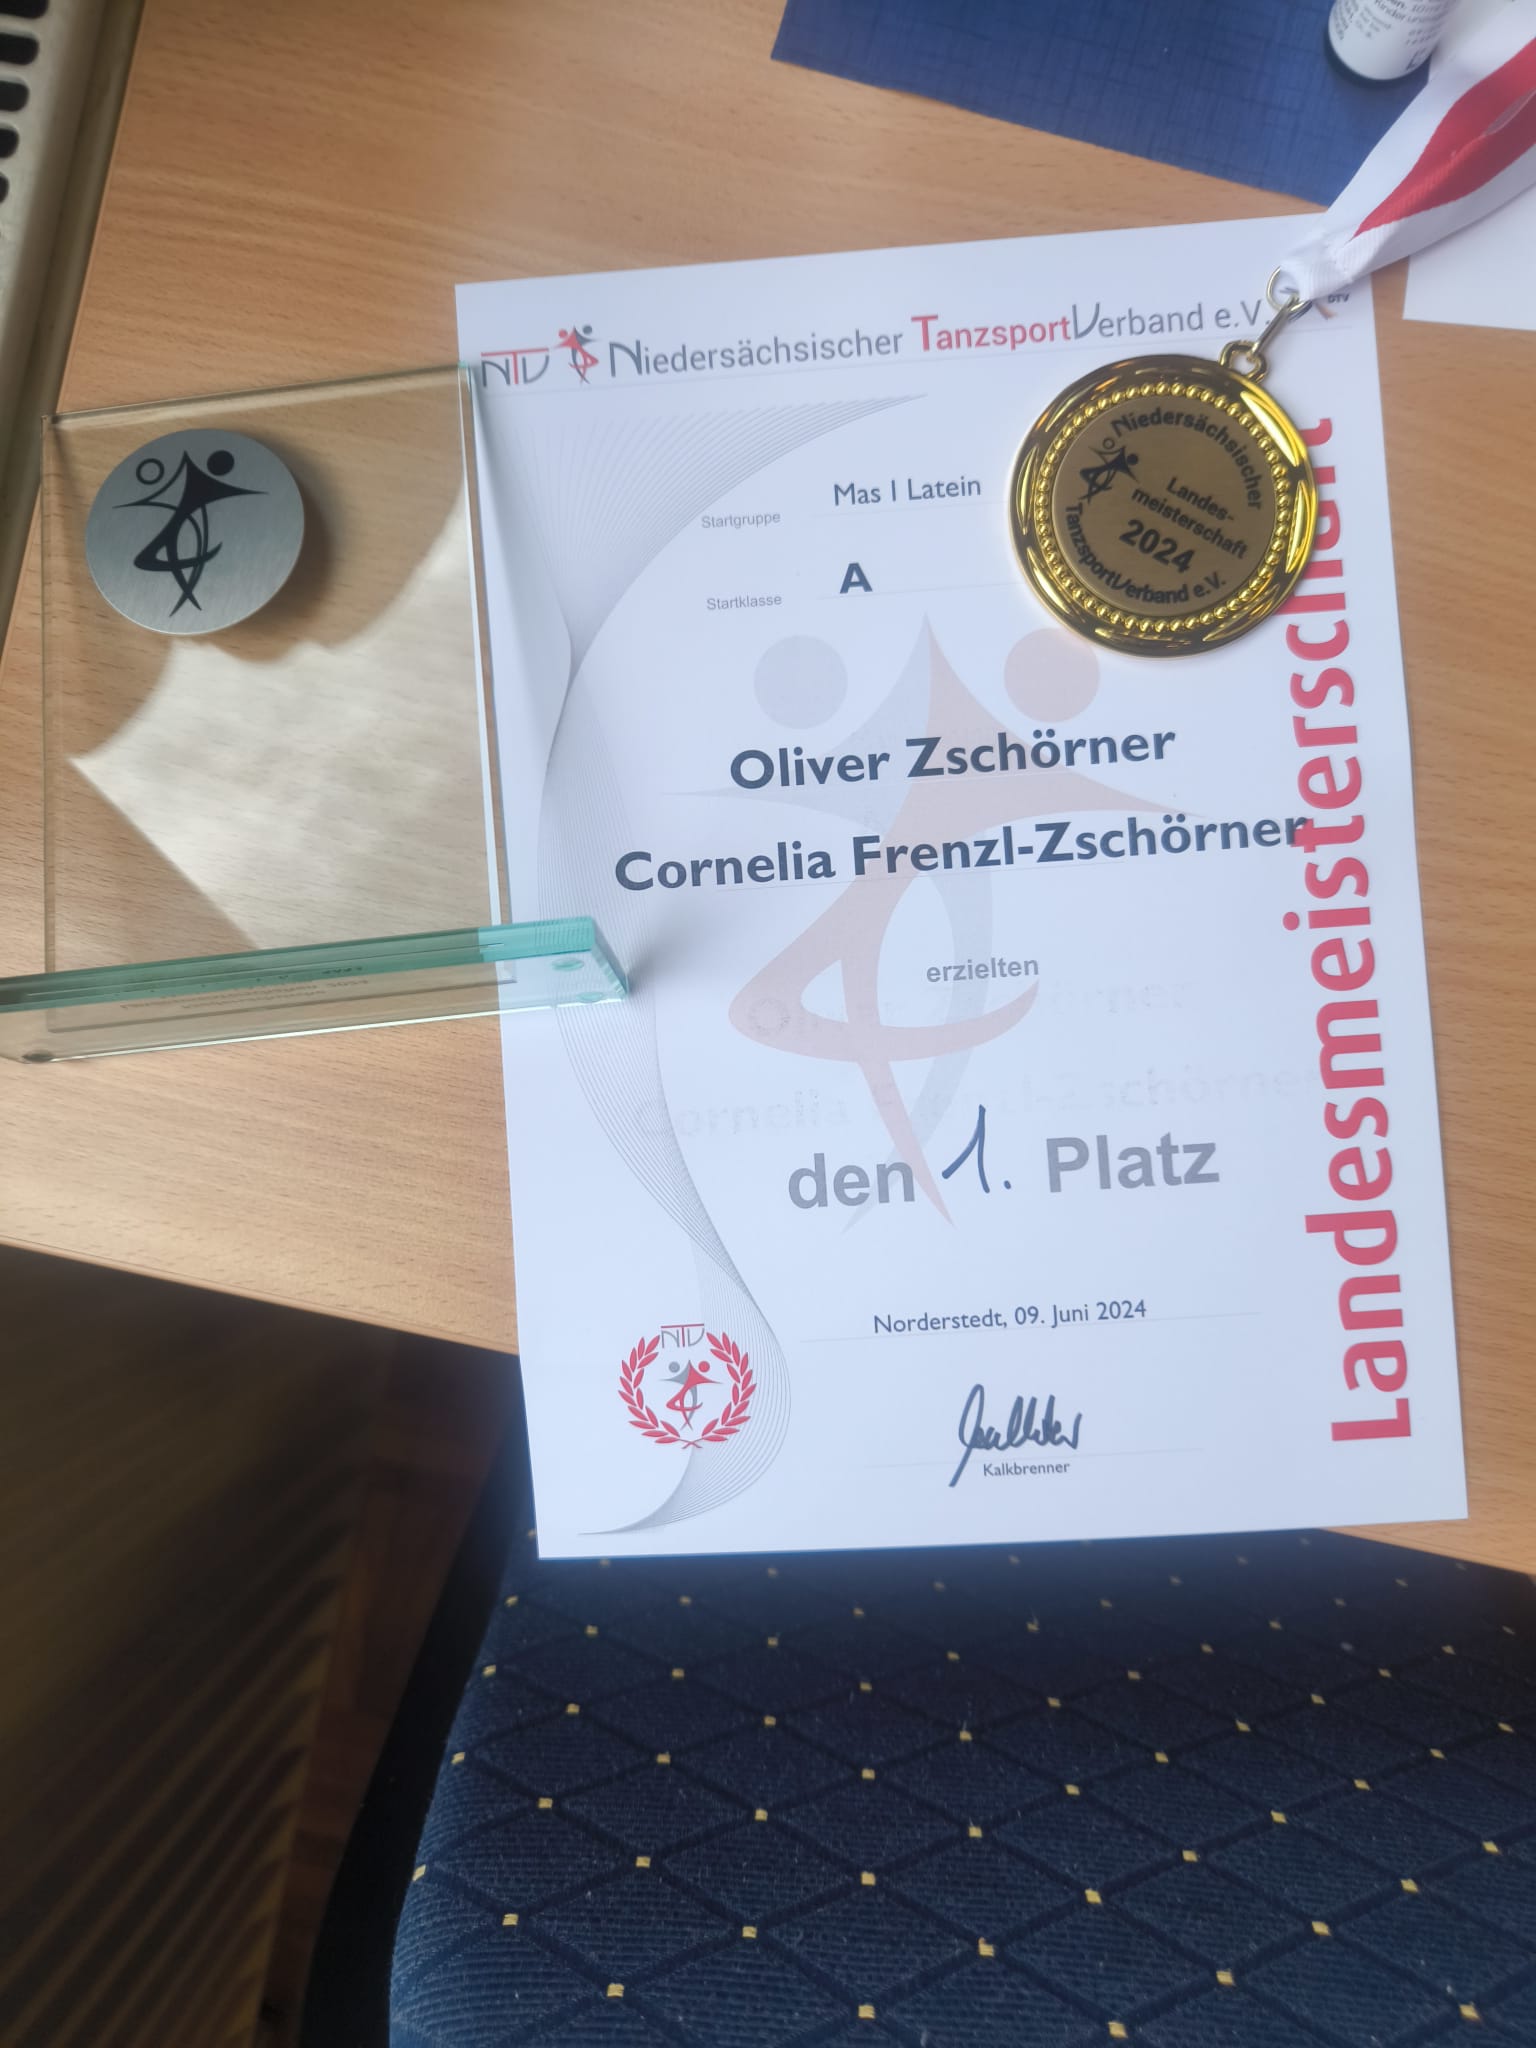 NTV Niedersächsischer TanzsportVerband e.V.
DTV
Startgruppe Mas I Latein
Startklasse A
Oliver Zschörner
Cornelia Frenzl-Zschörner
erzielten
den 1. Platz
Norderstedt, 09. Juni 2024
Kalkbrenner
NTV
Landesmeisterschaft
Niedersächsischer
Landes-
meisterschaft
2024
TanzsportVerband e.V.